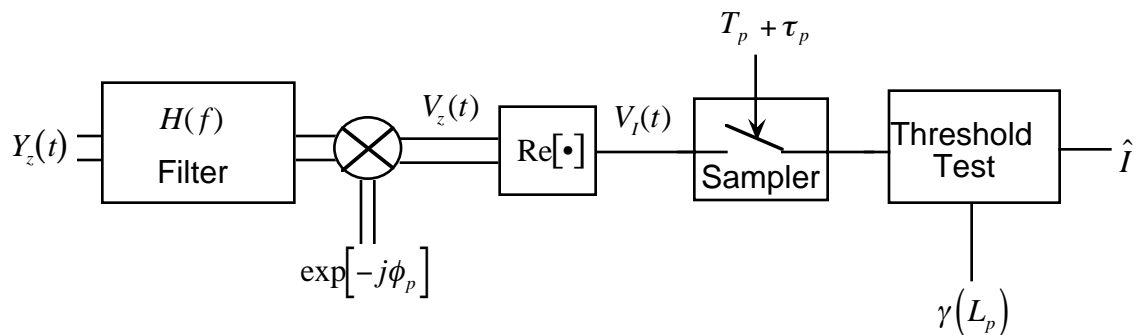 T_p + τ_p
Y_z(t)
H(f)
Filter
V_z(t)
Re[•]
V_I(t)
Sampler
Threshold
Test
Î
exp[−jϕ_p]
γ(L_p)